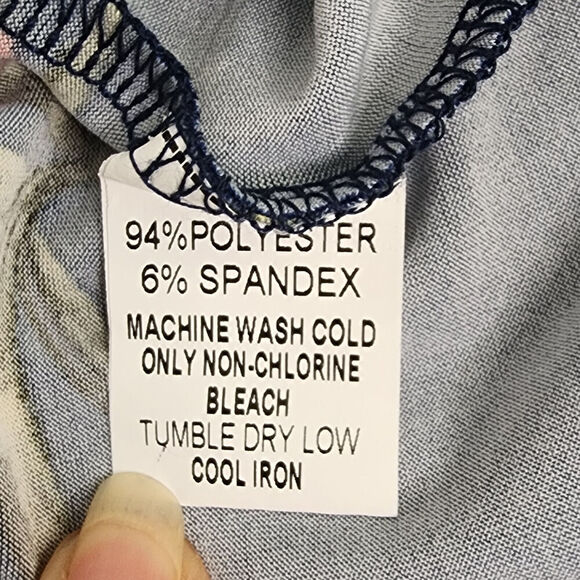 94%POLYESTER
6% SPANDEX
MACHINE WASH COLD
ONLY NON-CHLORINE
BLEACH
TUMBLE DRY LOW
COOL IRON